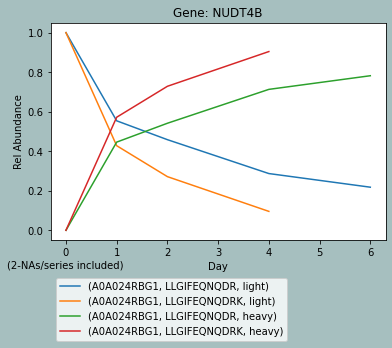 Gene: NUDT4B
Rel Abundance
1.0
0.8
0.6
0.4
0.2
0.0
0 1 2 3 4 5 6
(2-NAs/series included) Day
(A0A024RBG1, LLGIFEQNQDR, light)
(A0A024RBG1, LLGIFEQNQDRK, light)
(A0A024RBG1, LLGIFEQNQDR, heavy)
(A0A024RBG1, LLGIFEQNQDRK, heavy)